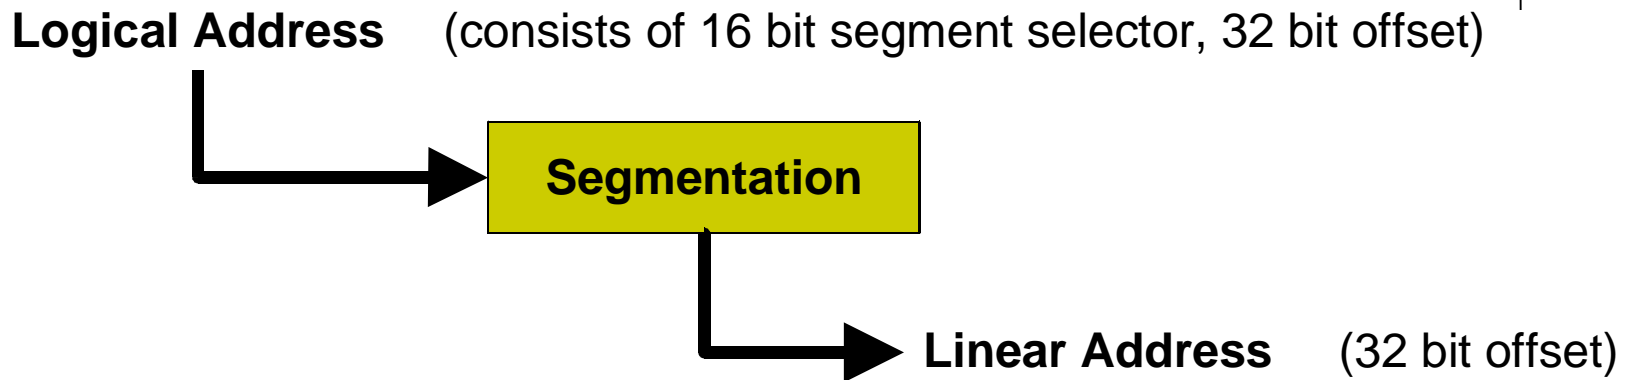 Logical Address (consists of 16 bit segment selector, 32 bit offset)
Segmentation
Linear Address (32 bit offset)